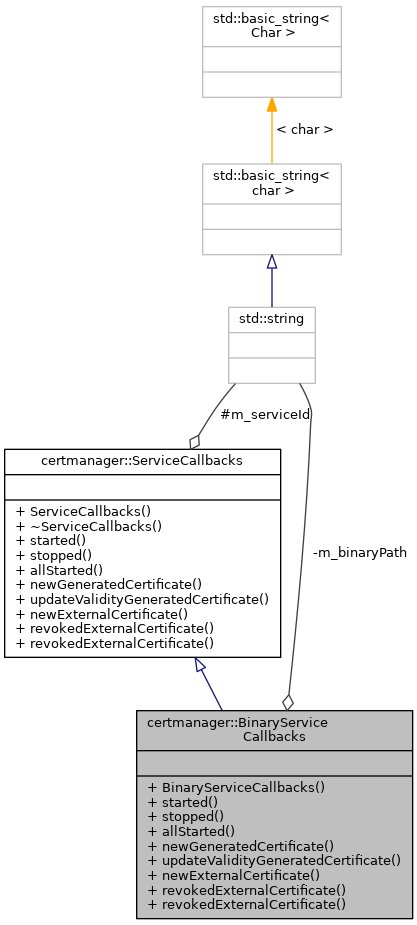 std::basic_string<
Char >
< char >
std::basic_string<
char >
std::string
#m_serviceId
certmanager::ServiceCallbacks
+ ServiceCallbacks()
+ ~ServiceCallbacks()
+ started()
+ stopped()
+ allStarted()
+ newGeneratedCertificate()
+ updateValidityGeneratedCertificate()
+ newExternalCertificate()
+ revokedExternalCertificate()
+ revokedExternalCertificate()
-m_binaryPath
certmanager::BinaryService
Callbacks
+ BinaryServiceCallbacks()
+ started()
+ stopped()
+ allStarted()
+ newGeneratedCertificate()
+ updateValidityGeneratedCertificate()
+ newExternalCertificate()
+ revokedExternalCertificate()
+ revokedExternalCertificate()